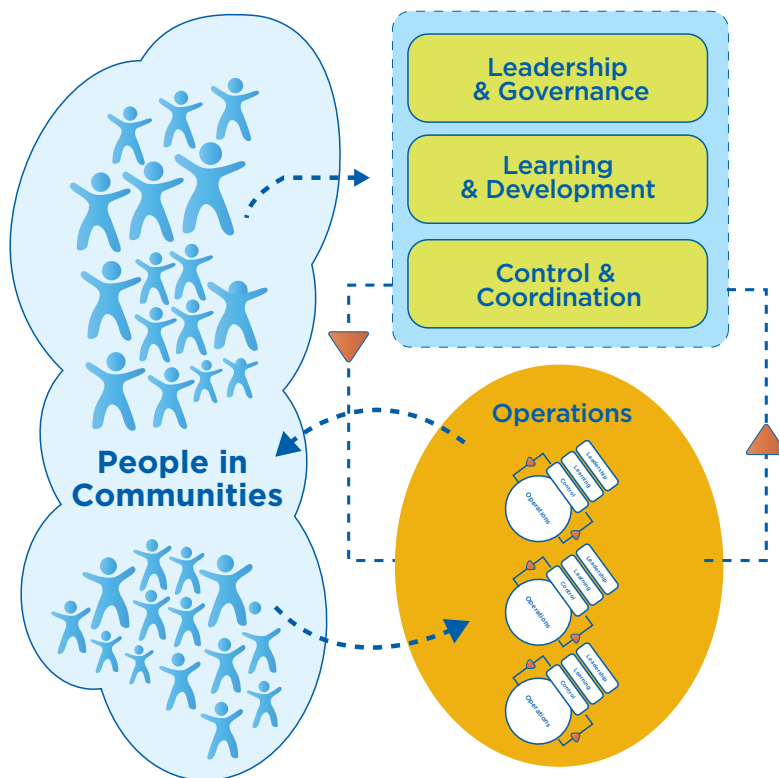 Leadership
& Governance
Learning
& Development
Control &
Coordination
People in
Communities
Operations
Operations
Control
Learning
Leadership
Operations
Control
Learning
Leadership
Operations
Control
Learning
Leadership